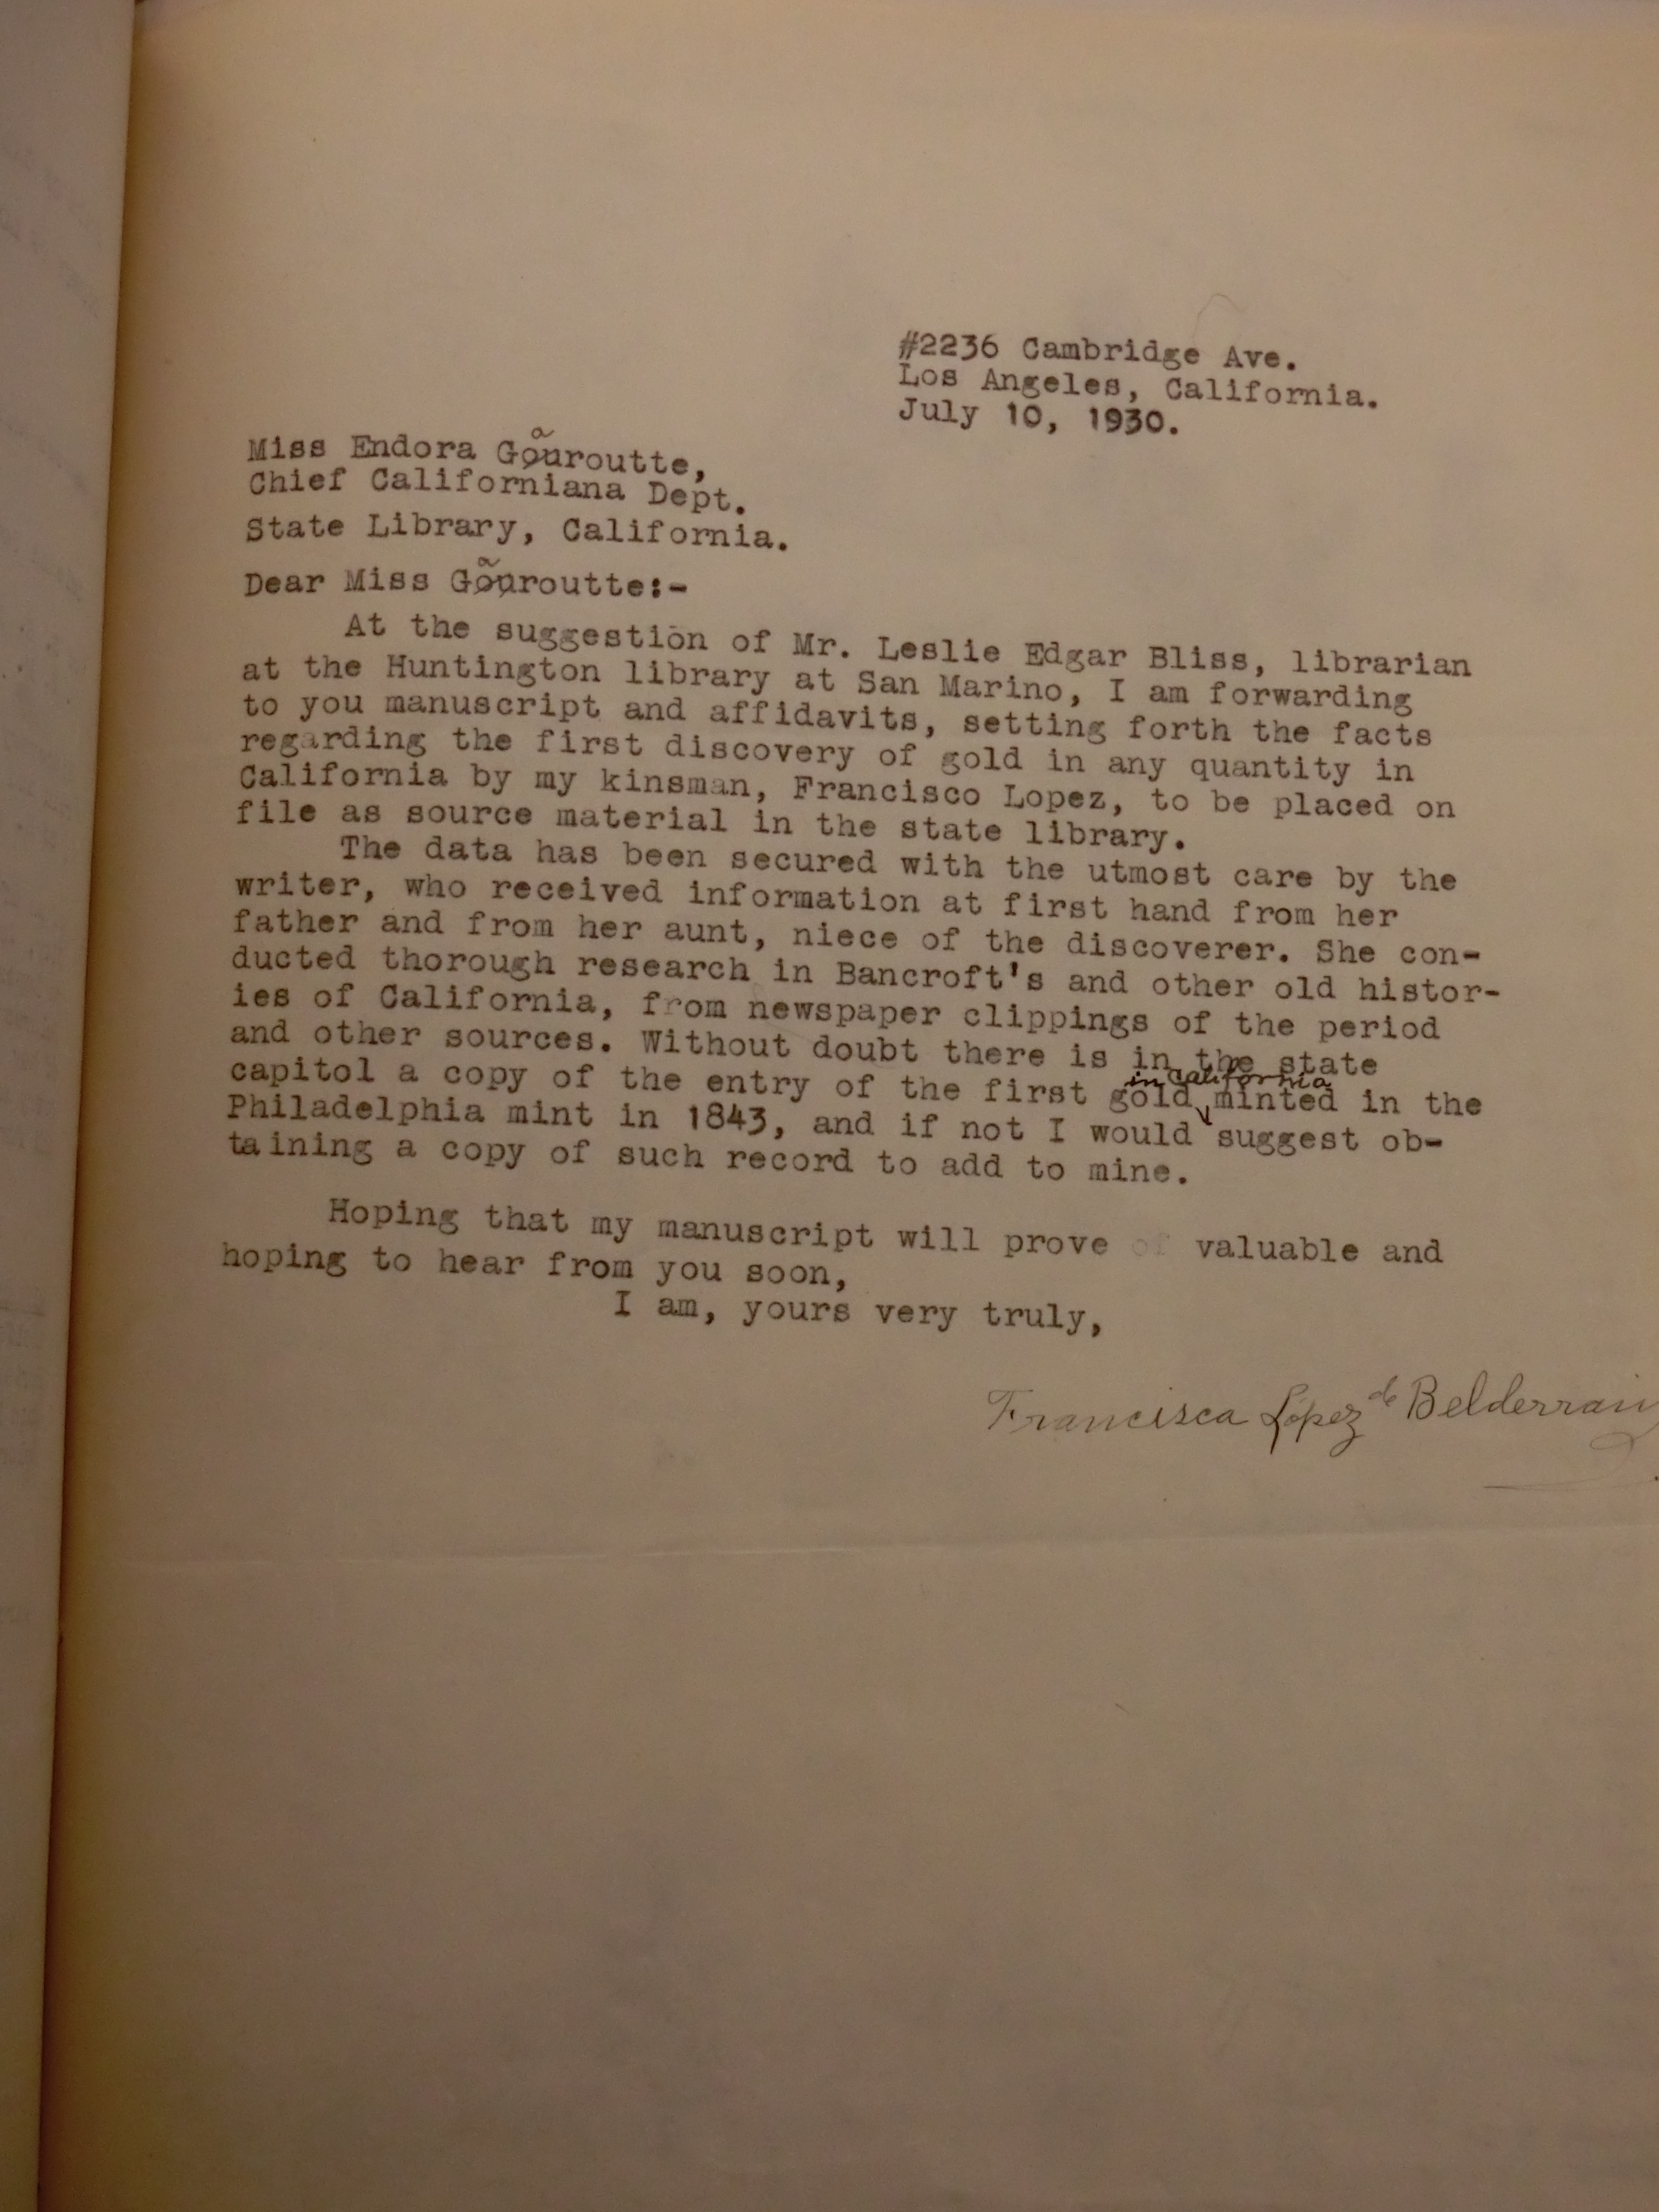 #2236 Cambridge Ave.
Los Angeles, California.
July 10, 1930.
Miss Endora Garoutte,
Chief Californiana Dept.
State Library, California.
Dear Miss Garoutte:-
At the suggestion of Mr. Leslie Edgar Bliss, librarian
at the Huntington library at San Marino, I am forwarding
to you manuscript and affidavits, setting forth the facts
regarding the first discovery of gold in any quantity in
California by my kinsman, Francisco Lopez, to be placed on
file as source material in the state library.
The data has been secured with the utmost care by the
writer, who received information at first hand from her
father and from her aunt, niece of the discoverer. She con-
ducted thorough research in Bancroft's and other old histor-
ies of California, from newspaper clippings of the period
and other sources. Without doubt there is in the state
capitol a copy of the entry of the first gold in California minted in the
Philadelphia mint in 1843, and if not I would suggest ob-
taining a copy of such record to add to mine.
Hoping that my manuscript will prove of valuable and
hoping to hear from you soon,
I am, yours very truly,
Francisca López de Belderrain